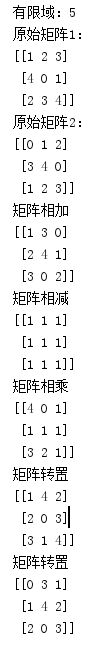 有限域：5
原始矩阵1：
[[1 2 3]
 [4 0 1]
 [2 3 4]]
原始矩阵2：
[[0 1 2]
 [3 4 0]
 [1 2 3]]
矩阵相加
[[1 3 0]
 [2 4 1]
 [3 0 2]]
矩阵相减
[[1 1 1]
 [1 1 1]
 [1 1 1]]
矩阵相乘
[[4 0 1]
 [1 1 1]
 [3 2 1]]
矩阵转置
[[1 4 2]
 [2 0 3]
 [3 1 4]]
矩阵转置
[[0 3 1]
 [1 4 2]
 [2 0 3]]